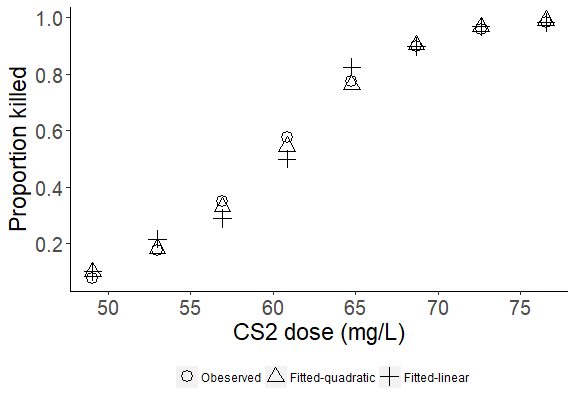 1.0
0.8
0.6
0.4
0.2
Proportion killed
50 55 60 65 70 75
CS2 dose (mg/L)
Obeserved Fitted-quadratic Fitted-linear